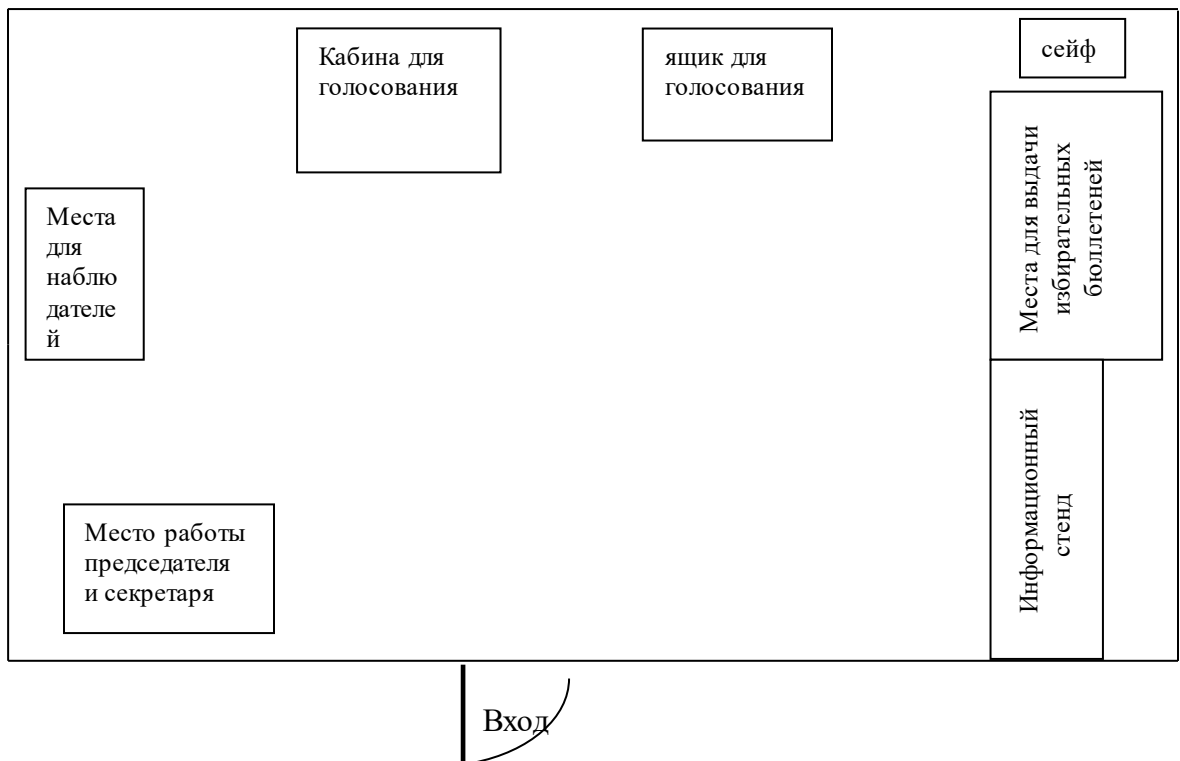 Кабина для
голосования
ящик для
голосования
сейф
Места для выдачи
избирательных
бюллетеней
Места
для
наблю
дателе
й
Информационный
стенд
Место работы
председателя
и секретаря
Вход